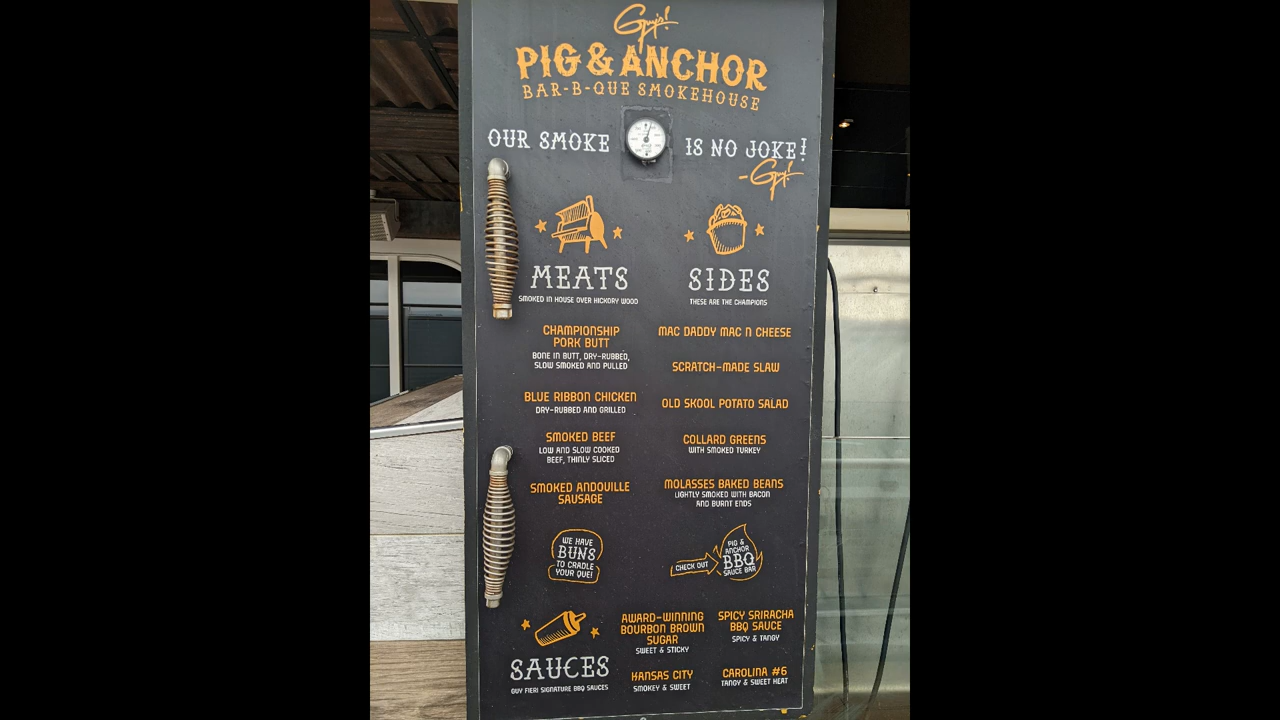 Guy's!
PIG & ANCHOR
BAR-B-QUE SMOKEHOUSE
OUR SMOKE IS NO JOKE!
-Guy!
MEATS
SMOKED IN HOUSE OVER HICKORY WOOD
CHAMPIONSHIP
PORK BUTT
BONE IN BUTT, DRY-RUBBED,
SLOW SMOKED AND PULLED
BLUE RIBBON CHICKEN
DRY-RUBBED AND GRILLED
SMOKED BEEF
LOW AND SLOW COOKED
BEEF, THINLY SLICED
SMOKED ANDOUILLE
SAUSAGE
WE HAVE
BUNS
TO CRADLE
YOUR QUE!
SIDES
THESE ARE THE CHAMPIONS
MAC DADDY MAC N CHEESE
SCRATCH-MADE SLAW
OLD SKOOL POTATO SALAD
COLLARD GREENS
WITH SMOKED TURKEY
MOLASSES BAKED BEANS
LIGHTLY SMOKED WITH BACON
AND BURNT ENDS
CHECK OUT
PIG &
ANCHOR
BBQ
SAUCE BAR
SAUCES
GUY FIERI SIGNATURE BBQ SAUCES
AWARD-WINNING
BOURBON BROWN
SUGAR
SWEET & STICKY
SPICY SRIRACHA
BBQ SAUCE
SPICY & TANGY
KANSAS CITY
SMOKEY & SWEET
CAROLINA #6
TANGY & SWEET HEAT